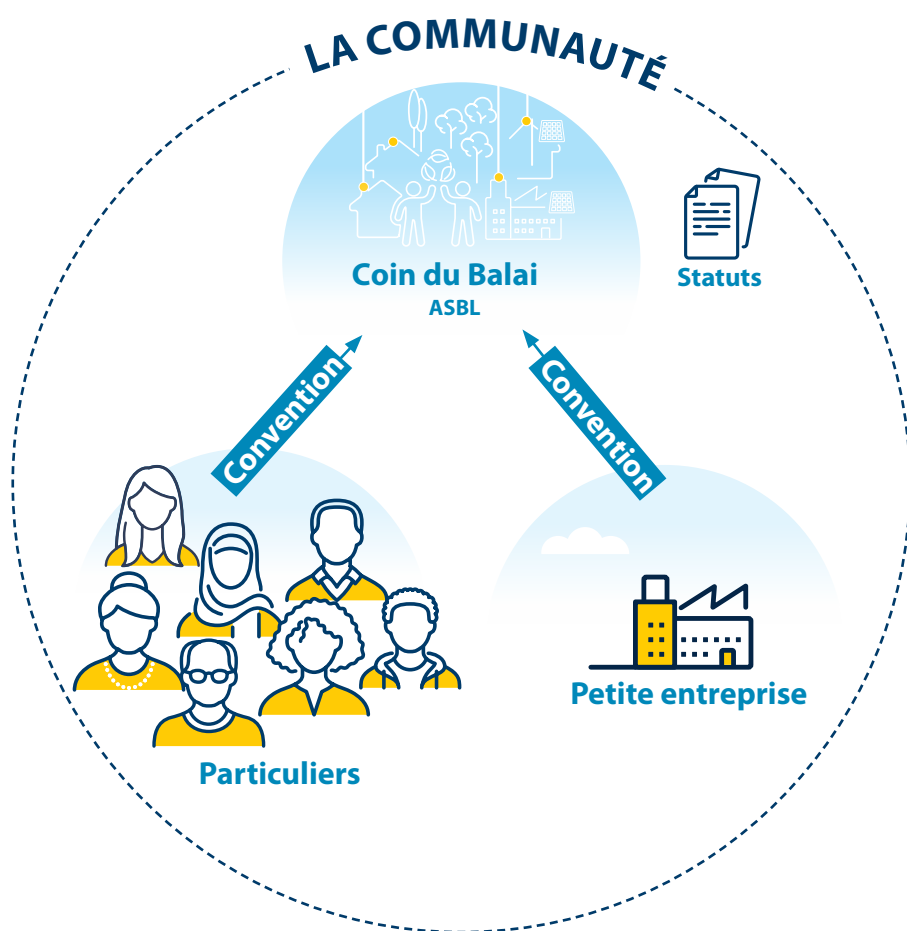 LA COMMUNAUTÉ
Coin du Balai
ASBL
Statuts
Convention
Convention
Particuliers
Petite entreprise